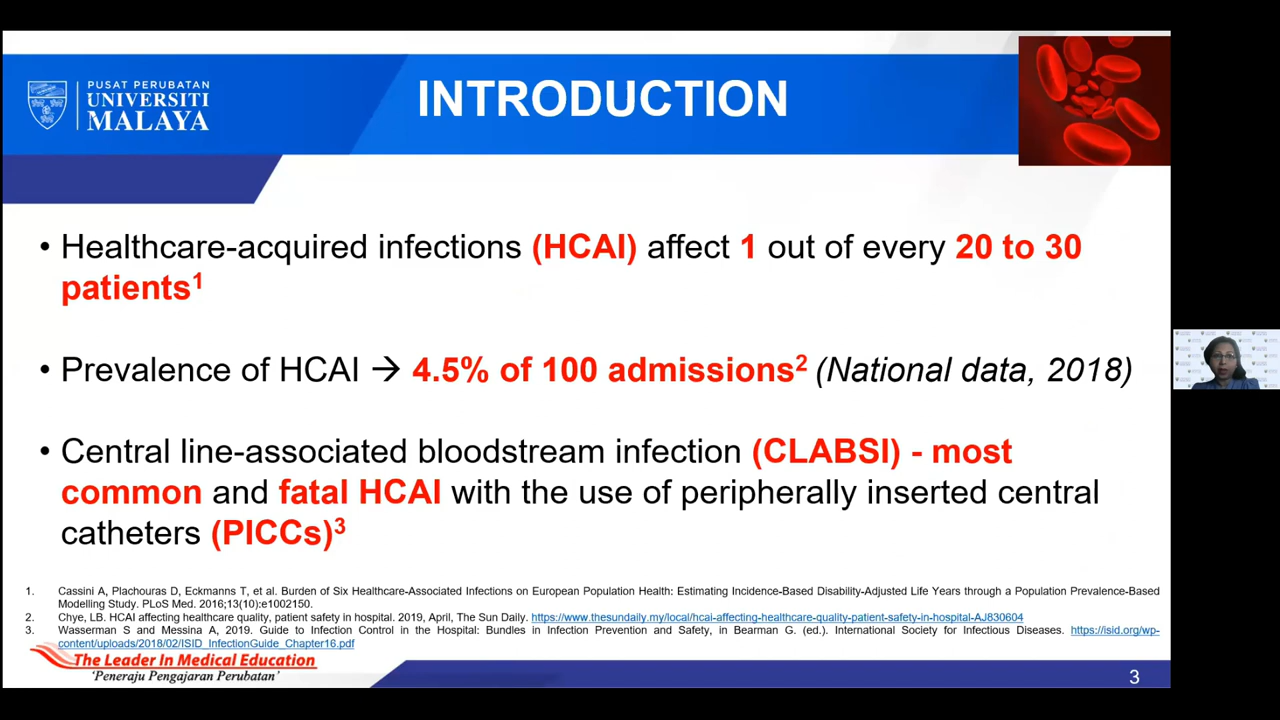 PUSAT PERUBATAN
UNIVERSITI
MALAYA
INTRODUCTION
• Healthcare-acquired infections (HCAI) affect 1 out of every 20 to 30
patients1
• Prevalence of HCAI → 4.5% of 100 admissions2 (National data, 2018)
• Central line-associated bloodstream infection (CLABSI) - most
common and fatal HCAI with the use of peripherally inserted central
catheters (PICCs)3
1. Cassini A, Plachouras D, Eckmanns T, et al. Burden of Six Healthcare-Associated Infections on European Population Health: Estimating Incidence-Based Disability-Adjusted Life Years through a Population Prevalence-Based
Modelling Study. PLoS Med. 2016;13(10):e1002150.
2. Chye, LB. HCAI affecting healthcare quality, patient safety in hospital. 2019, April, The Sun Daily. https://www.thesundaily.my/local/hcai-affecting-healthcare-quality-patient-safety-in-hospital-AJ830604
3. Wasserman S and Messina A, 2019. Guide to Infection Control in the Hospital: Bundles in Infection Prevention and Safety, in Bearman G. (ed.). International Society for Infectious Diseases. https://isid.org/wp-
content/uploads/2018/02/ISID_InfectionGuide_Chapter16.pdf
The Leader In Medical Education
'Peneraju Pengajaran Perubatan'
3